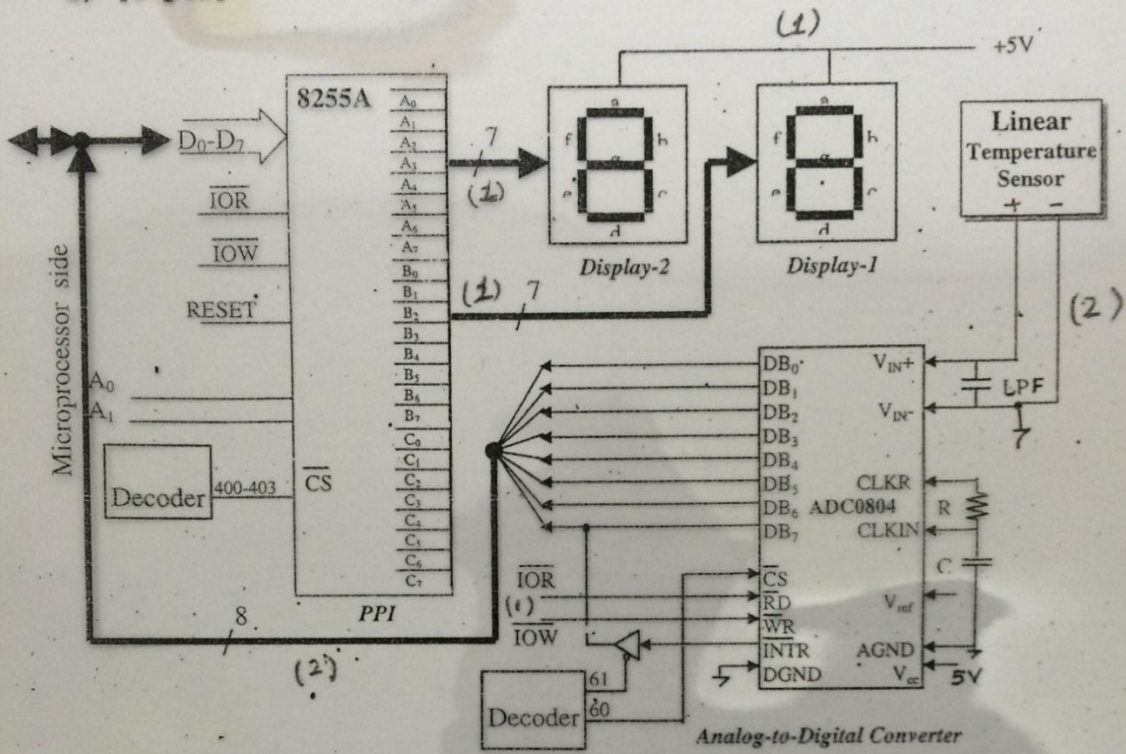 (1)
+5V
8255A
A₀
A₁
A₂
A₃
A₄
A₅
A₆
A₇
B₀
B₁
B₂
B₃
B₄
B₅
B₆
B₇
C₀
C₁
C₂
C₃
C₄
C₅
C₆
C₇
D₀-D₇
IOR
IOW
RESET
A₀
A₁
Microprocessor side
Decoder
400-403
CS
PPI
7
(1)
(1)
7
a
f
b
g
e
c
d
Display-2
a
f
b
g
e
c
d
Display-1
Linear
Temperature
Sensor
+ −
(2)
LPF
DB₀
DB₁
DB₂
DB₃
DB₄
DB₅
DB₆
DB₇
ADC0804
V_IN+
V_IN-
CLKR
R
CLKIN
C
V_ref
AGND
V_cc
5V
CS
RD
WR
INTR
DGND
IOR
(1)
IOW
8
(2)
Decoder
61
60
Analog-to-Digital Converter